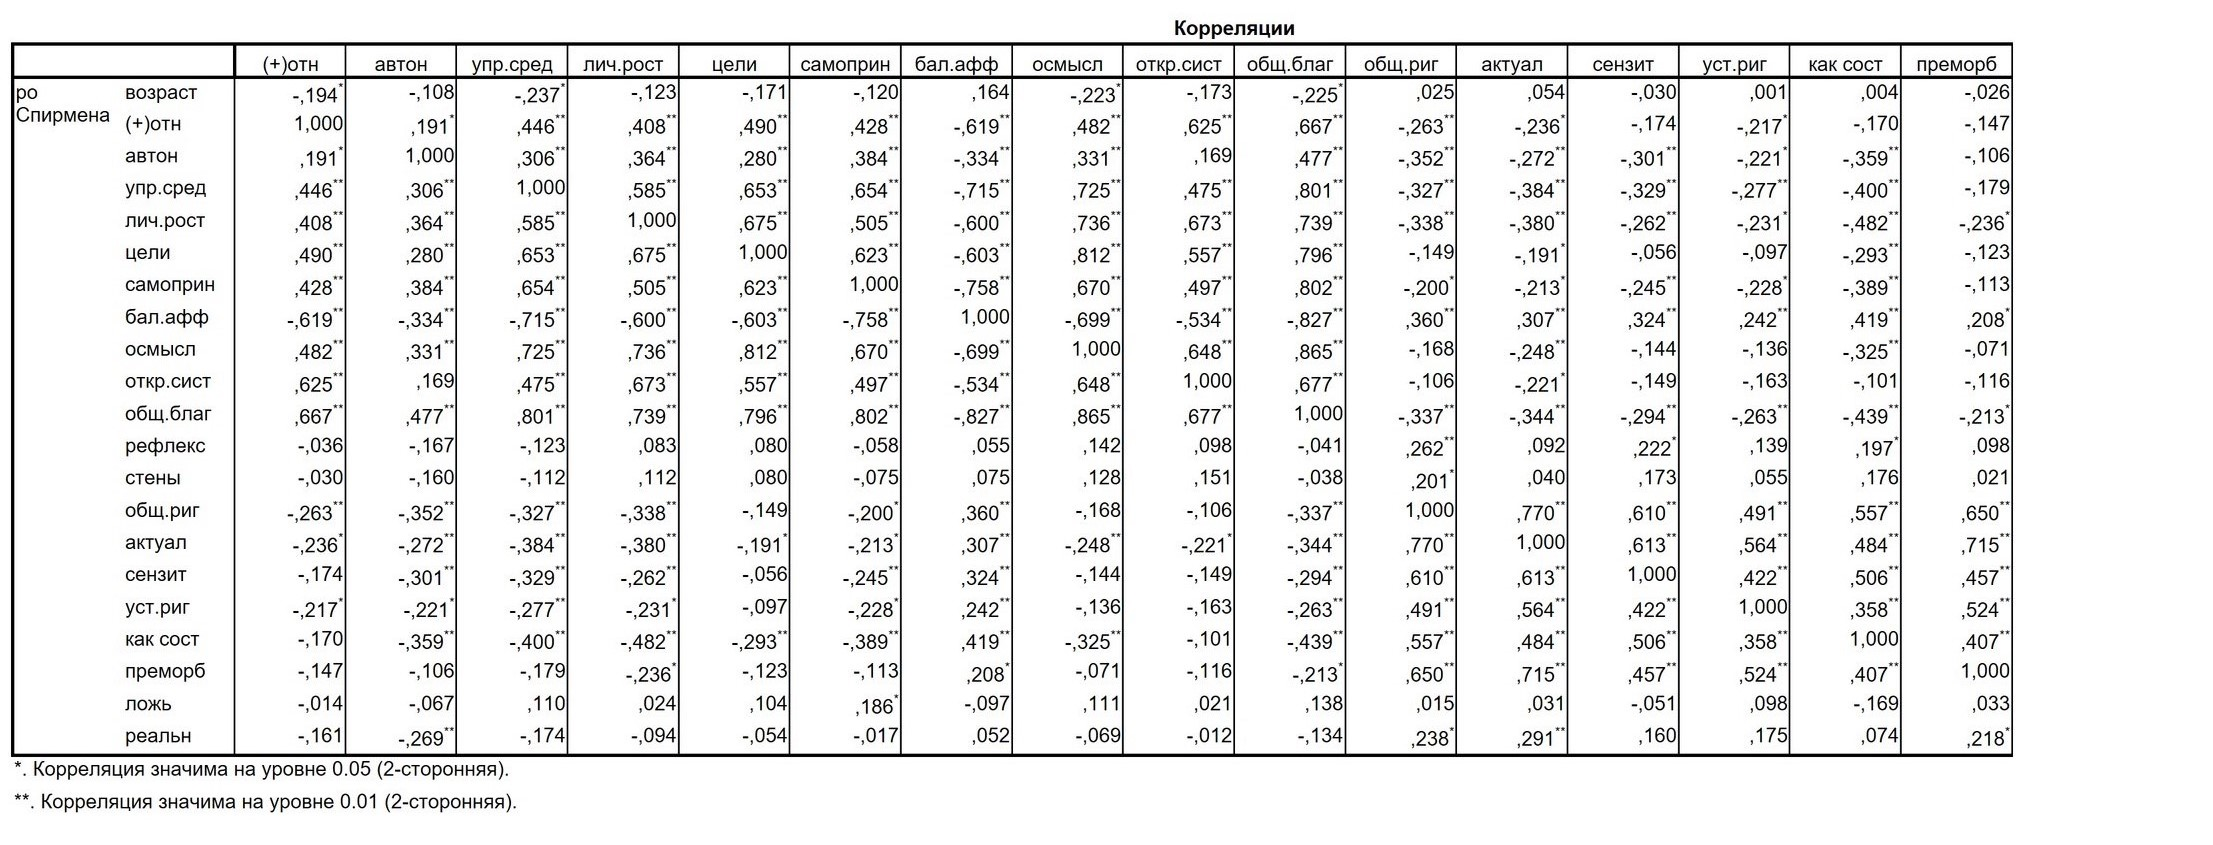 Корреляции
(+)отн автон упр.сред лич.рост цели самоприн бал.афф осмысл откр.сист общ.благ общ.риг актуал сензит уст.риг как сост преморб
ро Спирмена возраст -,194* -,108 -,237* -,123 -,171 -,120 ,164 -,223* -,173 -,225* ,025 ,054 -,030 ,001 ,004 -,026
(+)отн 1,000 ,191* ,446** ,408** ,490** ,428** -,619** ,482** ,625** ,667** -,263** -,236* -,174 -,217* -,170 -,147
автон ,191* 1,000 ,306** ,364** ,280** ,384** -,334** ,331** ,169 ,477** -,352** -,272** -,301** -,221* -,359** -,106
упр.сред ,446** ,306** 1,000 ,585** ,653** ,654** -,715** ,725** ,475** ,801** -,327** -,384** -,329** -,277** -,400** -,179
лич.рост ,408** ,364** ,585** 1,000 ,675** ,505** -,600** ,736** ,673** ,739** -,338** -,380** -,262** -,231* -,482** -,236*
цели ,490** ,280** ,653** ,675** 1,000 ,623** -,603** ,812** ,557** ,796** -,149 -,191* -,056 -,097 -,293** -,123
самоприн ,428** ,384** ,654** ,505** ,623** 1,000 -,758** ,670** ,497** ,802** -,200* -,213* -,245** -,228* -,389** -,113
бал.афф -,619** -,334** -,715** -,600** -,603** -,758** 1,000 -,699** -,534** -,827** ,360** ,307** ,324** ,242** ,419** ,208*
осмысл ,482** ,331** ,725** ,736** ,812** ,670** -,699** 1,000 ,648** ,865** -,168 -,248** -,144 -,136 -,325** -,071
откр.сист ,625** ,169 ,475** ,673** ,557** ,497** -,534** ,648** 1,000 ,677** -,106 -,221* -,149 -,163 -,101 -,116
общ.благ ,667** ,477** ,801** ,739** ,796** ,802** -,827** ,865** ,677** 1,000 -,337** -,344** -,294** -,263** -,439** -,213*
рефлекс -,036 -,167 -,123 ,083 ,080 -,058 ,055 ,142 ,098 -,041 ,262** ,092 ,222* ,139 ,197* ,098
стены -,030 -,160 -,112 ,112 ,080 -,075 ,075 ,128 ,151 -,038 ,201* ,040 ,173 ,055 ,176 ,021
общ.риг -,263** -,352** -,327** -,338** -,149 -,200* ,360** -,168 -,106 -,337** 1,000 ,770** ,610** ,491** ,557** ,650**
актуал -,236* -,272** -,384** -,380** -,191* -,213* ,307** -,248** -,221* -,344** ,770** 1,000 ,613** ,564** ,484** ,715**
сензит -,174 -,301** -,329** -,262** -,056 -,245** ,324** -,144 -,149 -,294** ,610** ,613** 1,000 ,422** ,506** ,457**
уст.риг -,217* -,221* -,277** -,231* -,097 -,228* ,242** -,136 -,163 -,263** ,491** ,564** ,422** 1,000 ,358** ,524**
как сост -,170 -,359** -,400** -,482** -,293** -,389** ,419** -,325** -,101 -,439** ,557** ,484** ,506** ,358** 1,000 ,407**
преморб -,147 -,106 -,179 -,236* -,123 -,113 ,208* -,071 -,116 -,213* ,650** ,715** ,457** ,524** ,407** 1,000
ложь -,014 -,067 ,110 ,024 ,104 ,186* -,097 ,111 ,021 ,138 ,015 ,031 -,051 ,098 -,169 ,033
реальн -,161 -,269** -,174 -,094 -,054 -,017 ,052 -,069 -,012 -,134 ,238* ,291** ,160 ,175 ,074 ,218*
*. Корреляция значима на уровне 0.05 (2-сторонняя).
**. Корреляция значима на уровне 0.01 (2-сторонняя).